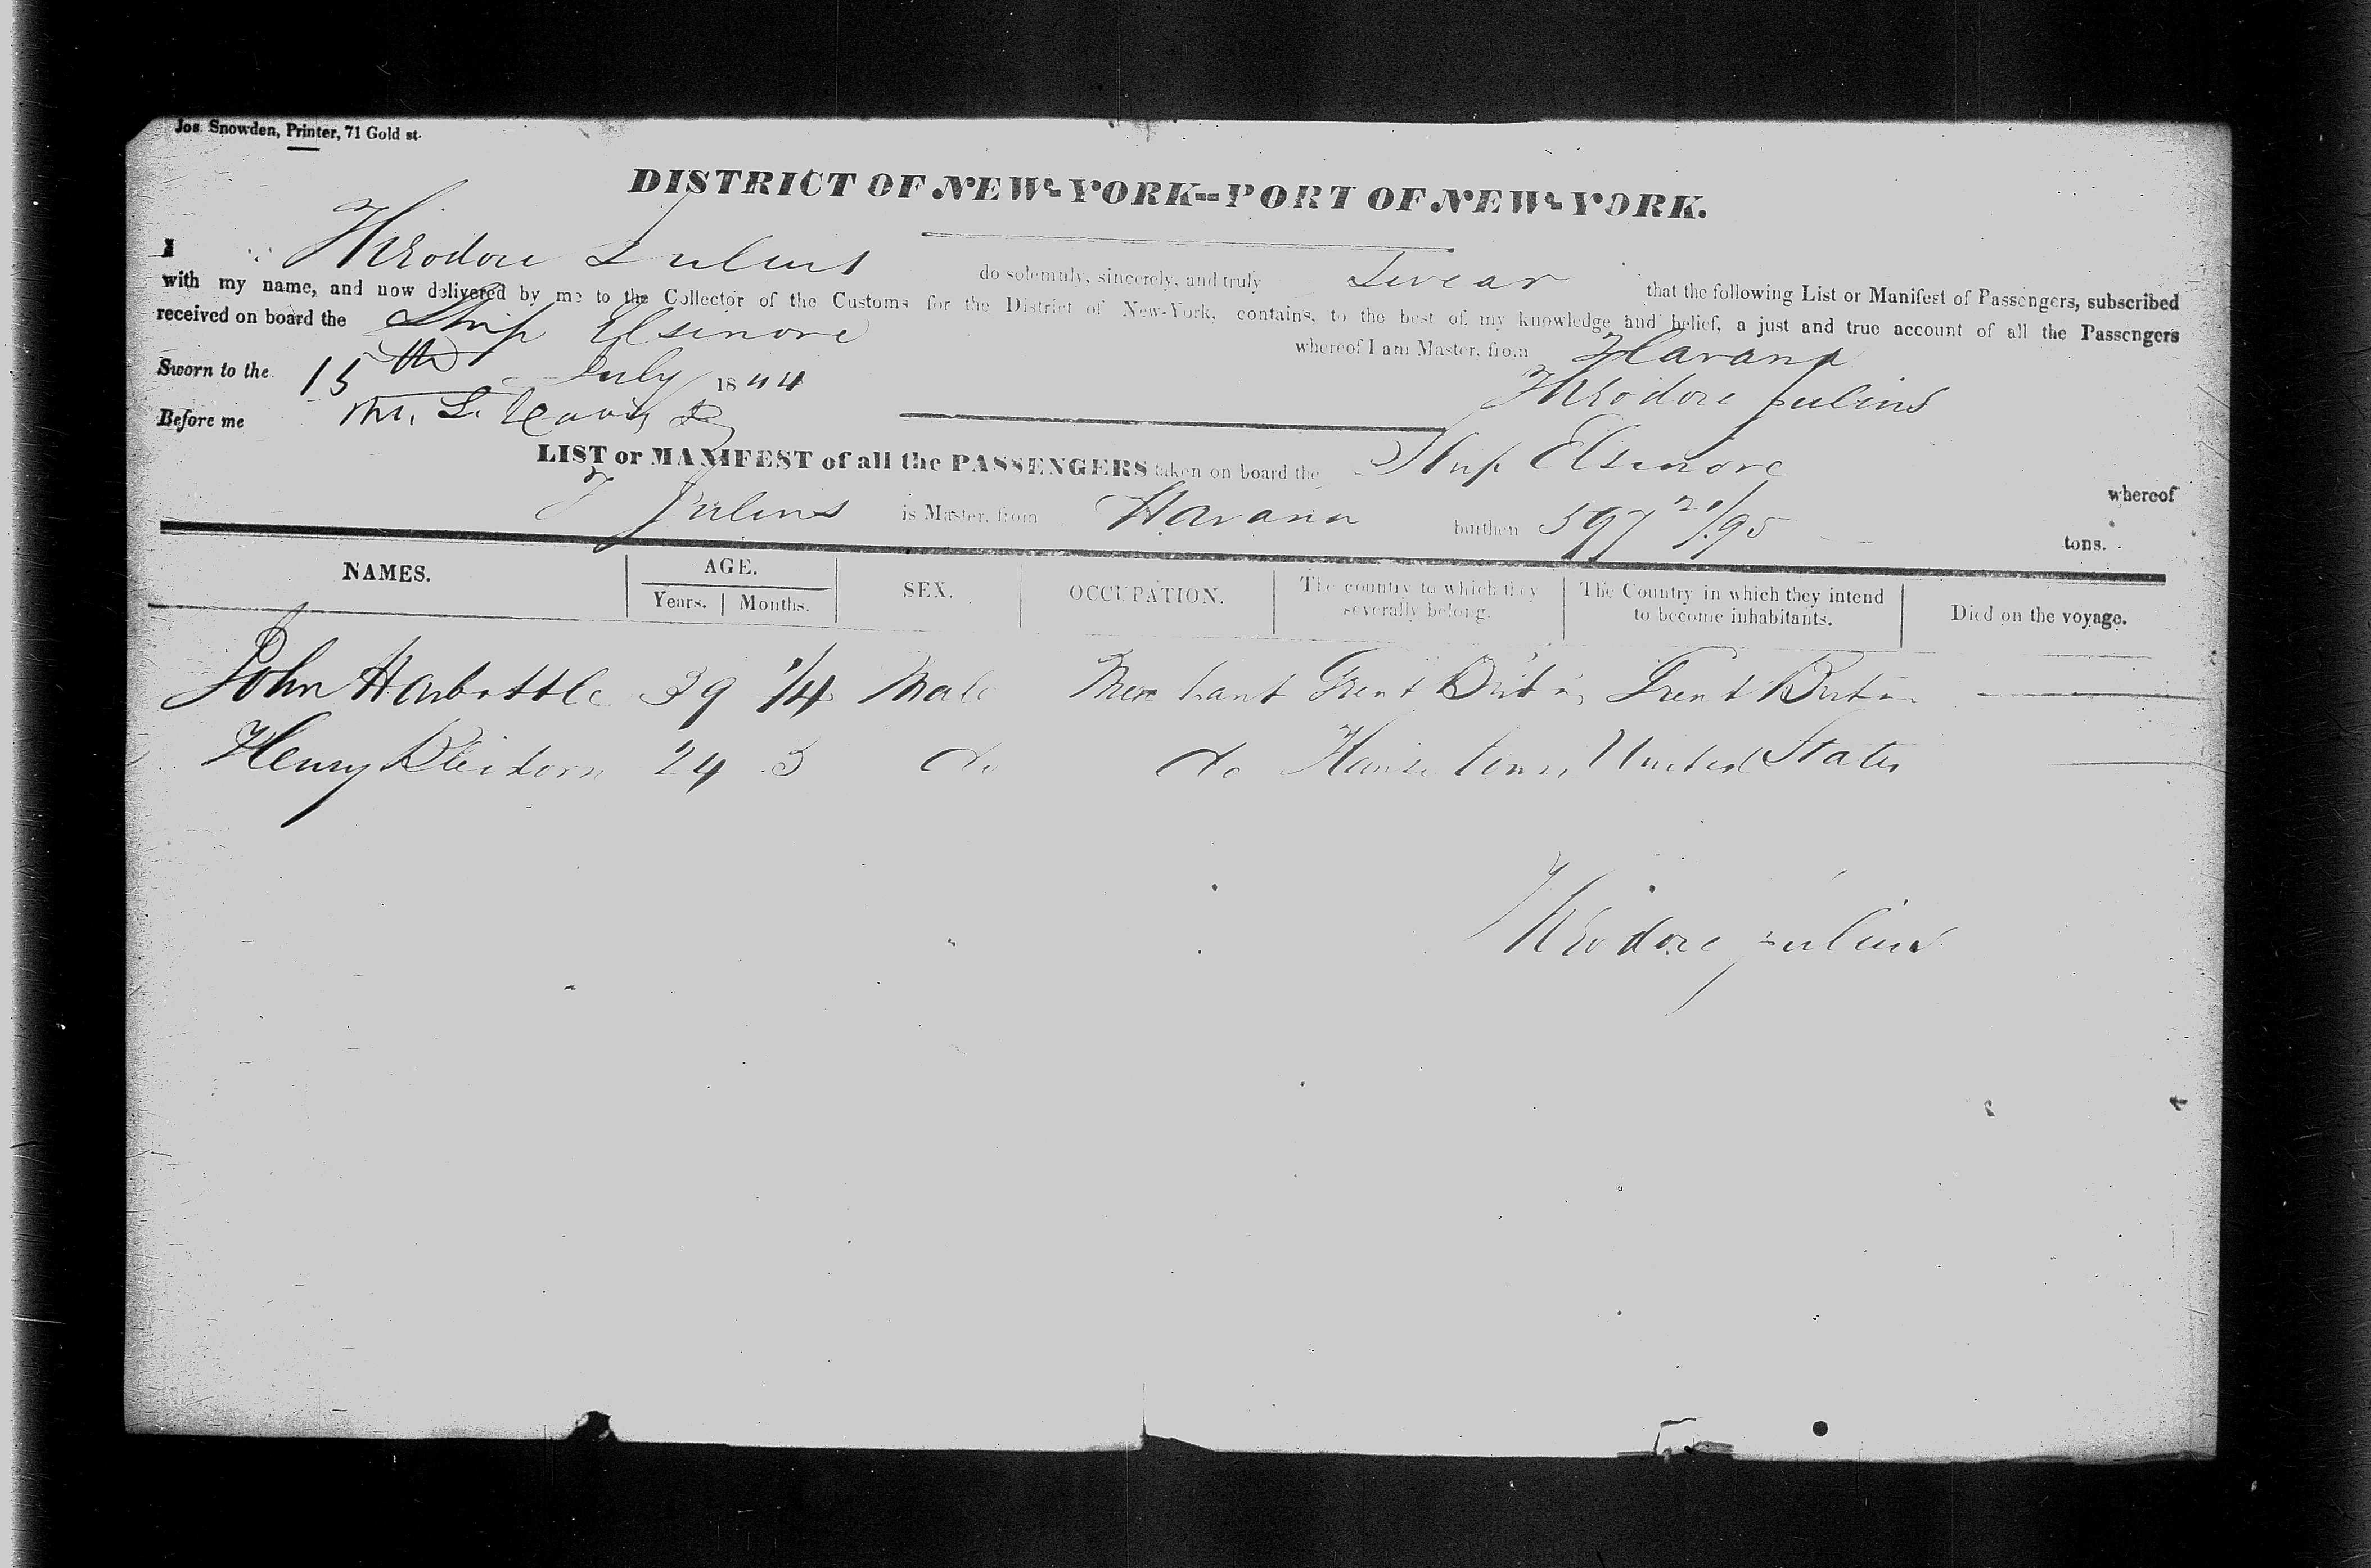 Jos. Snowden, Printer, 71 Gold st.
DISTRICT OF NEW-YORK--PORT OF NEW-YORK.
I Theodore Julius do solemnly, sincerely, and truly Swear that the following List or Manifest of Passengers, subscribed
with my name, and now delivered by me to the Collector of the Customs for the District of New-York, contains, to the best of my knowledge and belief, a just and true account of all the Passengers
received on board the Ship Elsinore whereof I am Master, from Havana
Sworn to the 15th July 1844 Theodore Julius
Before me
LIST or MANIFEST of all the PASSENGERS taken on board the Ship Elsinore whereof
T Julius is Master, from Havana burthen 597 21/95 tons.
NAMES. AGE. SEX. OCCUPATION. The country to which they severally belong. The Country in which they intend to become inhabitants. Died on the voyage.
Years. Months.
John Harbottle 39 1/4 Male Merchant Great Britain Great Britain
Henry 24 3 do do Hanse Towns United States
Theodore Julius